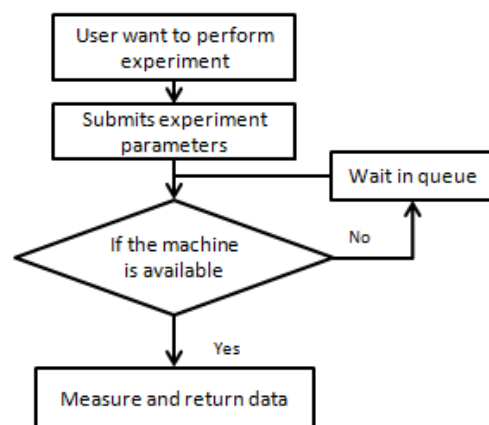 User want to perform
experiment
Submits experiment
parameters
Wait in queue
If the machine
is available
No
Yes
Measure and return data